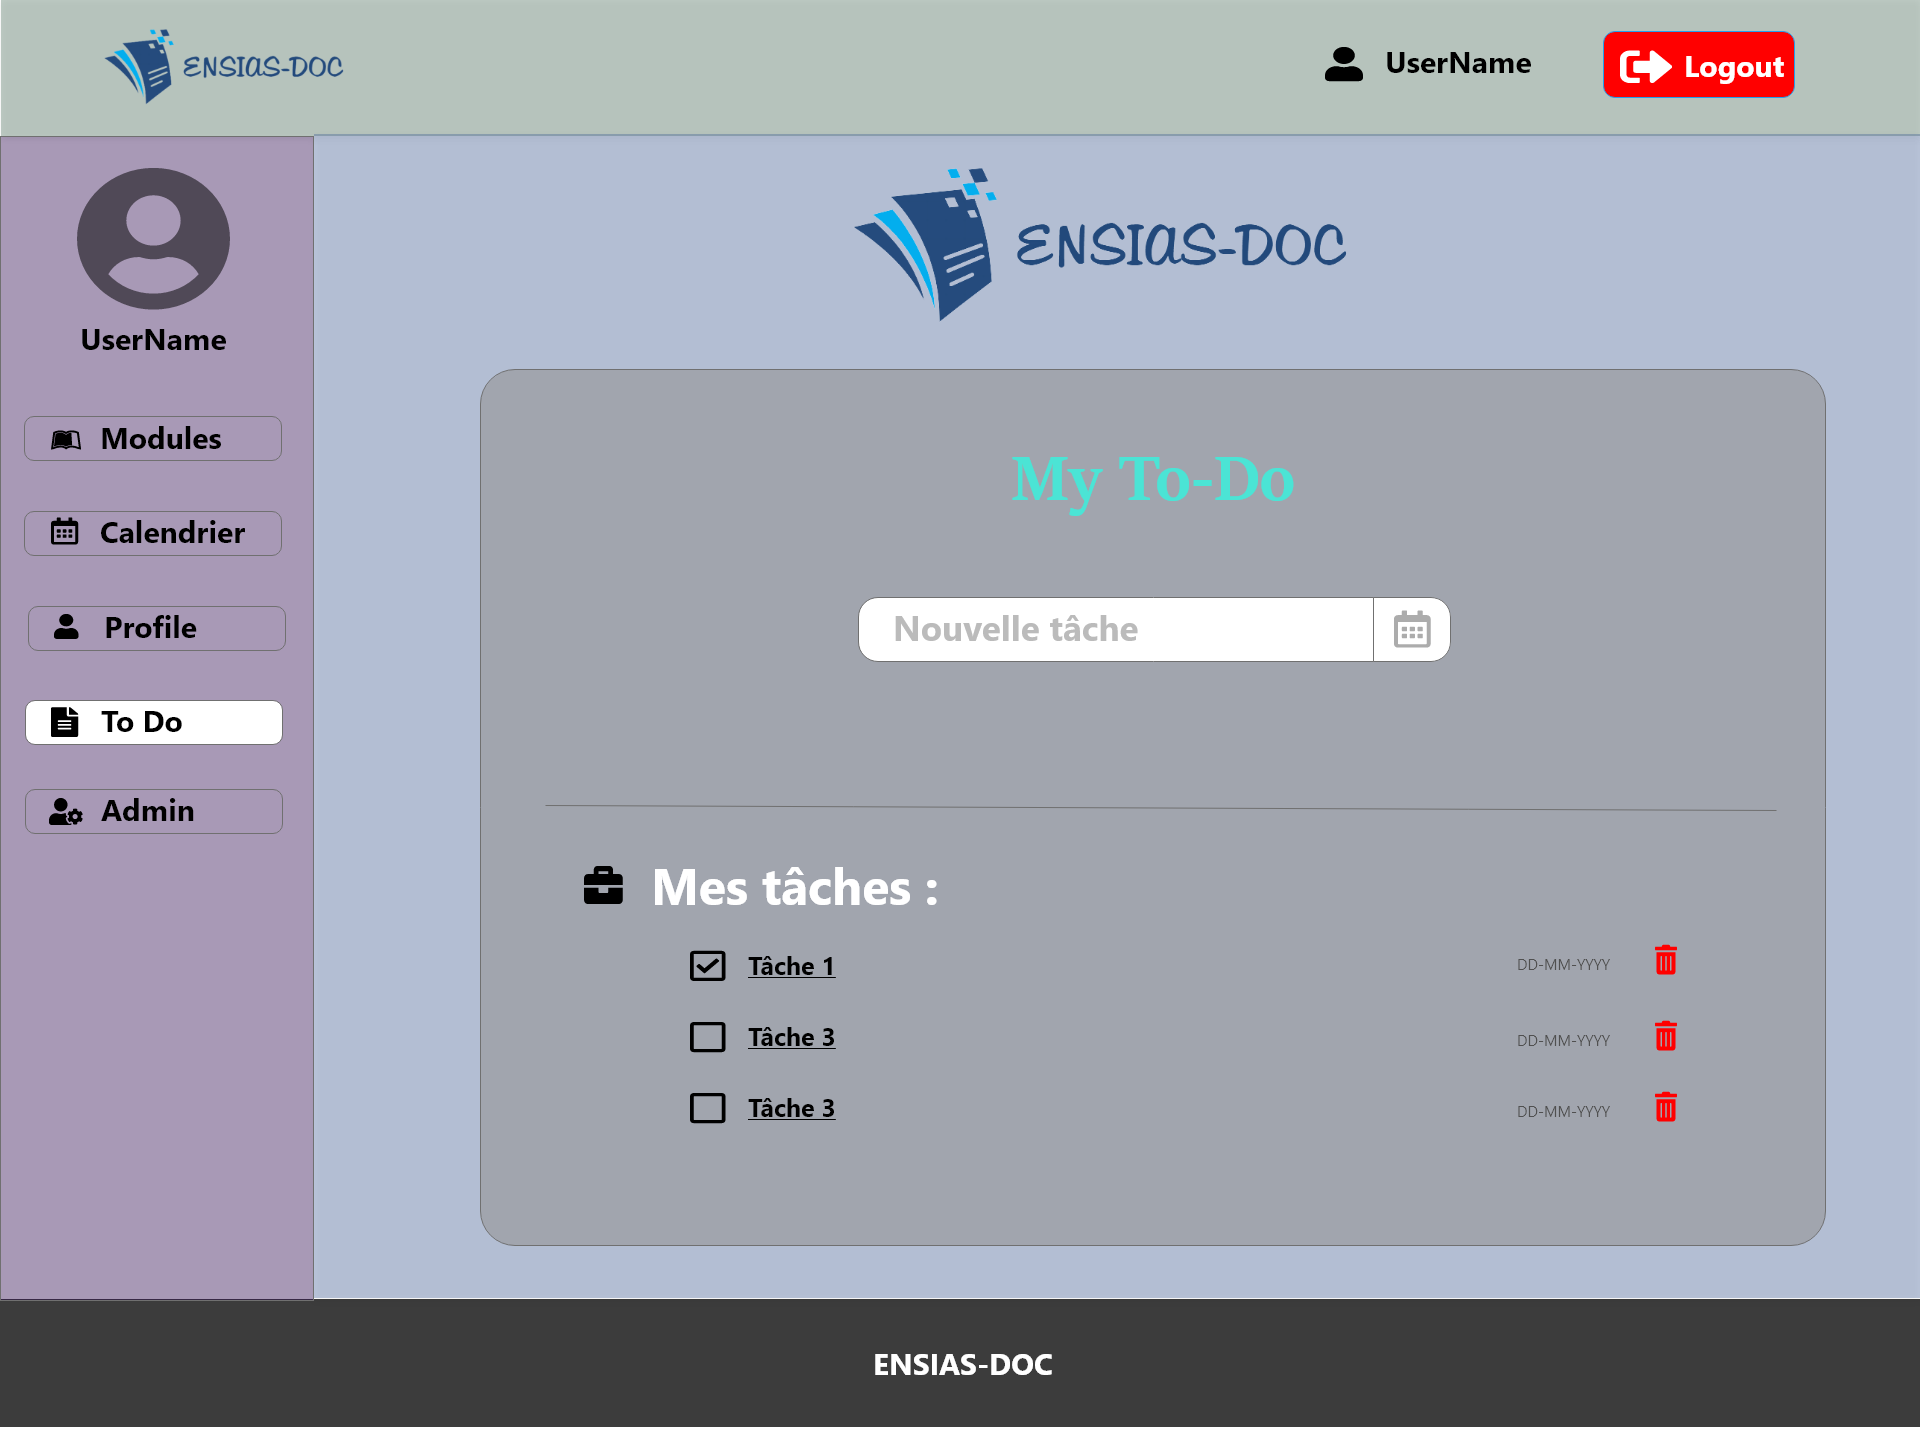 ENSIAS-DOC
UserName
Logout
ENSIAS-DOC
UserName
Modules
Calendrier
Profile
To Do
Admin
My To-Do
Nouvelle tâche
Mes tâches :
Tâche 1 DD-MM-YYYY
Tâche 3 DD-MM-YYYY
Tâche 3 DD-MM-YYYY
ENSIAS-DOC